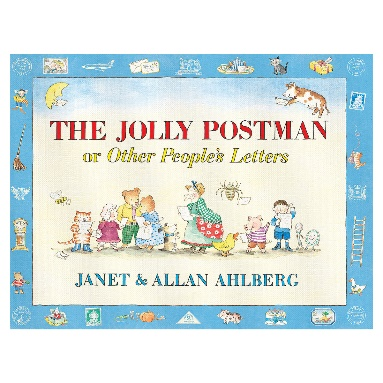 THE JOLLY POSTMAN
or Other People's Letters
JANET & ALLAN AHLBERG